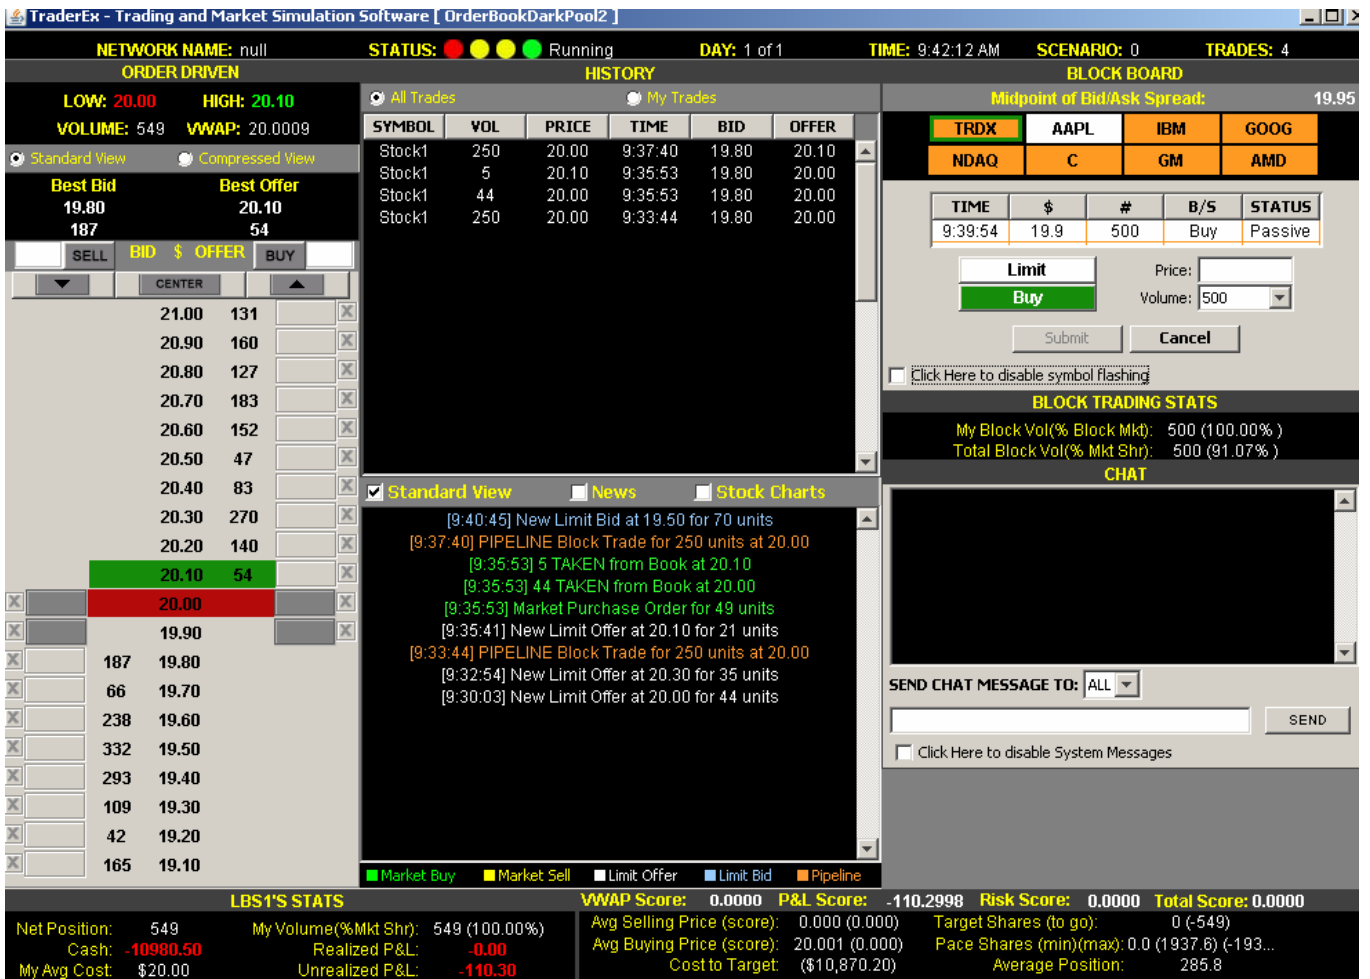 TraderEx - Trading and Market Simulation Software [ OrderBookDarkPool2 ]
NETWORK NAME: null STATUS: Running DAY: 1 of 1 TIME: 9:42:12 AM SCENARIO: 0 TRADES: 4
ORDER DRIVEN
LOW: 20.00 HIGH: 20.10
VOLUME: 549 VWAP: 20.0009
Standard View Compressed View
Best Bid Best Offer
19.80 20.10
187 54
SELL BID $ OFFER BUY
CENTER
21.00 131 X
20.90 160 X
20.80 127 X
20.70 183 X
20.60 152 X
20.50 47 X
20.40 83 X
20.30 270 X
20.20 140 X
20.10 54 X
X 20.00 X
X 19.90 X
X 187 19.80
X 66 19.70
X 238 19.60
X 332 19.50
X 293 19.40
X 109 19.30
X 42 19.20
X 165 19.10
HISTORY
All Trades My Trades
SYMBOL VOL PRICE TIME BID OFFER
Stock1 250 20.00 9:37:40 19.80 20.10
Stock1 5 20.10 9:35:53 19.80 20.00
Stock1 44 20.00 9:35:53 19.80 20.00
Stock1 250 20.00 9:33:44 19.80 20.00
Standard View News Stock Charts
[9:40:45] New Limit Bid at 19.50 for 70 units
[9:37:40] PIPELINE Block Trade for 250 units at 20.00
[9:35:53] 5 TAKEN from Book at 20.10
[9:35:53] 44 TAKEN from Book at 20.00
[9:35:53] Market Purchase Order for 49 units
[9:35:41] New Limit Offer at 20.10 for 21 units
[9:33:44] PIPELINE Block Trade for 250 units at 20.00
[9:32:54] New Limit Offer at 20.30 for 35 units
[9:30:03] New Limit Offer at 20.00 for 44 units
Market Buy Market Sell Limit Offer Limit Bid Pipeline
BLOCK BOARD
Midpoint of Bid/Ask Spread: 19.95
TRDX AAPL IBM GOOG
NDAQ C GM AMD
TIME $ # B/S STATUS
9:39:54 19.9 500 Buy Passive
Limit Price:
Buy Volume: 500
Submit Cancel
Click Here to disable symbol flashing
BLOCK TRADING STATS
My Block Vol(% Block Mkt): 500 (100.00% )
Total Block Vol(% Mkt Shr): 500 (91.07% )
CHAT
SEND CHAT MESSAGE TO: ALL
SEND
Click Here to disable System Messages
LBS1'S STATS
Net Position: 549 My Volume(%Mkt Shr): 549 (100.00%)
Cash: -10980.50 Realized P&L: -0.00
My Avg Cost: $20.00 Unrealized P&L: -110.30
VWAP Score: 0.0000 P&L Score: -110.2998 Risk Score: 0.0000 Total Score: 0.0000
Avg Selling Price (score): 0.000 (0.000) Target Shares (to go): 0 (-549)
Avg Buying Price (score): 20.001 (0.000) Pace Shares (min)(max): 0.0 (1937.6) (-193...
Cost to Target: ($10,870.20) Average Position: 285.8